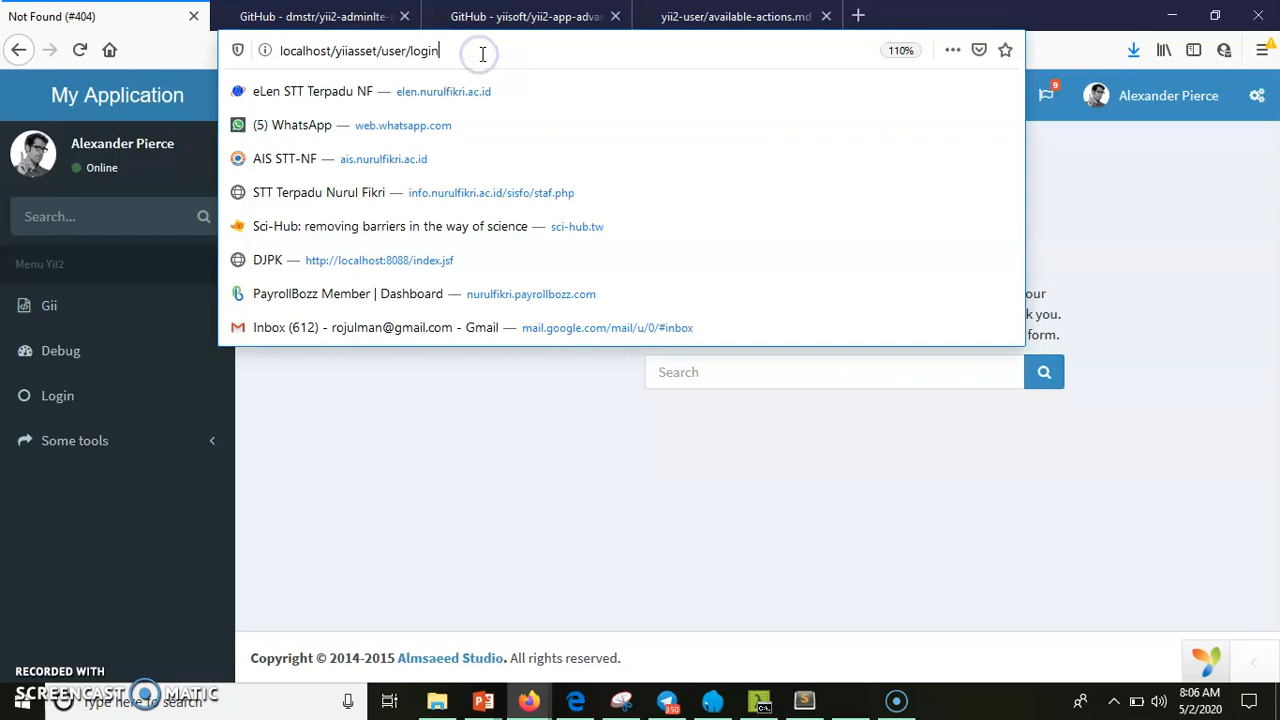 Not Found (#404)
GitHub - dmstr/yii2-adminlte-a
GitHub - yiisoft/yii2-app-adva
yii2-user/available-actions.md
localhost/yiiasset/user/login
110%
eLen STT Terpadu NF — elen.nurulfikri.ac.id
(5) WhatsApp — web.whatsapp.com
AIS STT-NF — ais.nurulfikri.ac.id
STT Terpadu Nurul Fikri — info.nurulfikri.ac.id/sisfo/staf.php
Sci-Hub: removing barriers in the way of science — sci-hub.tw
DJPK — http://localhost:8088/index.jsf
PayrollBozz Member | Dashboard — nurulfikri.payrollbozz.com
Inbox (612) - rojulman@gmail.com - Gmail — mail.google.com/mail/u/0/#inbox
My Application
9
Alexander Pierce
Alexander Pierce
Online
Search...
Menu Yii2
Gii
Debug
Login
Some tools
our
k you.
form.
Search
Copyright © 2014-2015 Almsaeed Studio. All rights reserved.
RECORDED WITH
SCREENCAST MATIC
Type here to search
350
8:06 AM
5/2/2020